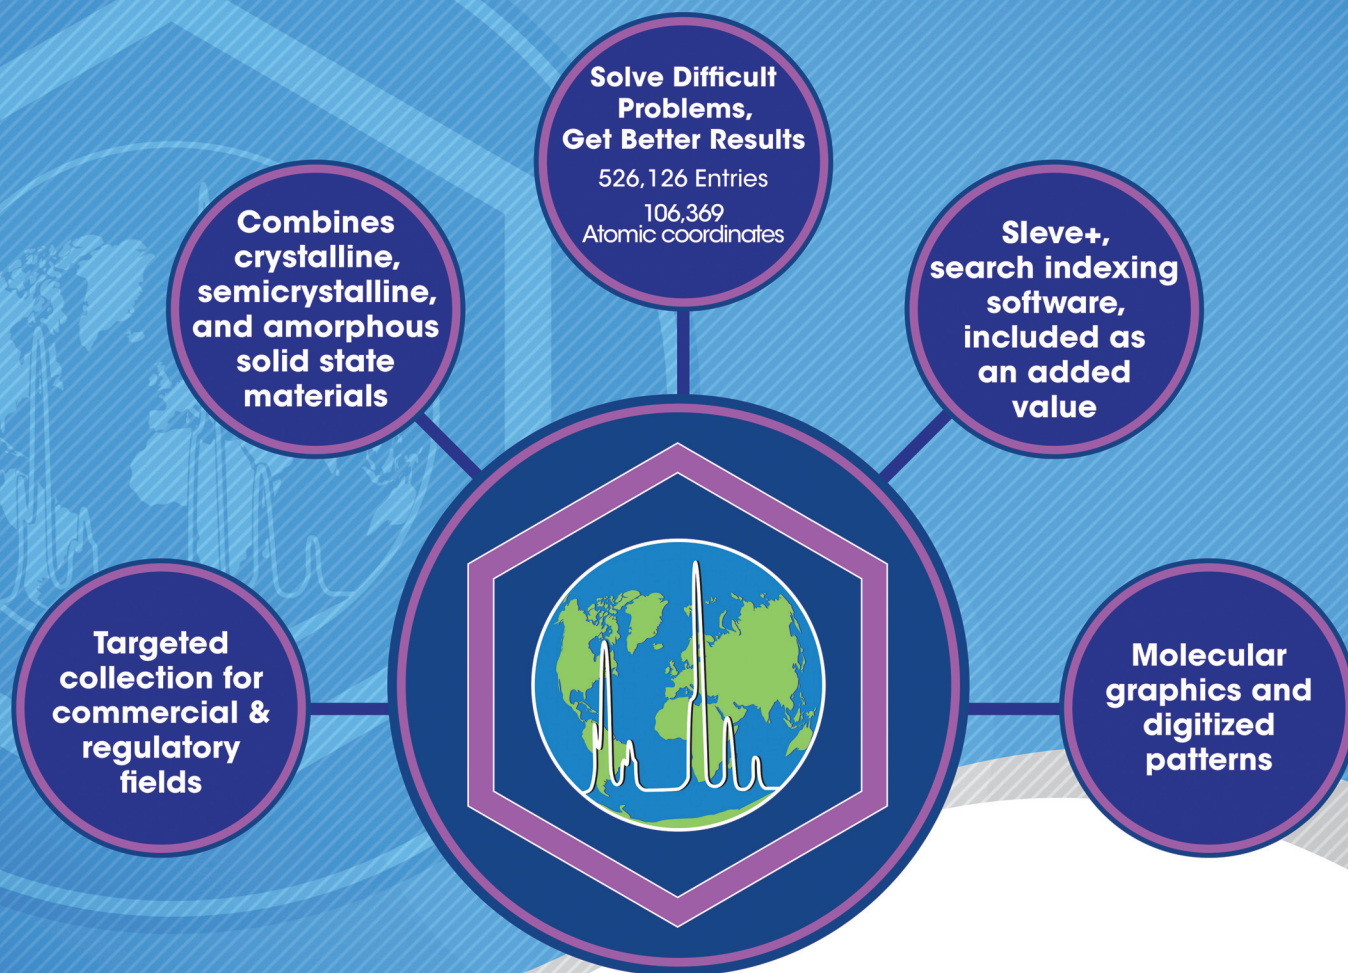 Solve Difficult
Problems,
Get Better Results
526,126 Entries
106,369
Atomic coordinates
Combines
crystalline,
semicrystalline,
and amorphous
solid state
materials
SIeve+,
search indexing
software,
included as
an added
value
Targeted
collection for
commercial &
regulatory
fields
Molecular
graphics and
digitized
patterns